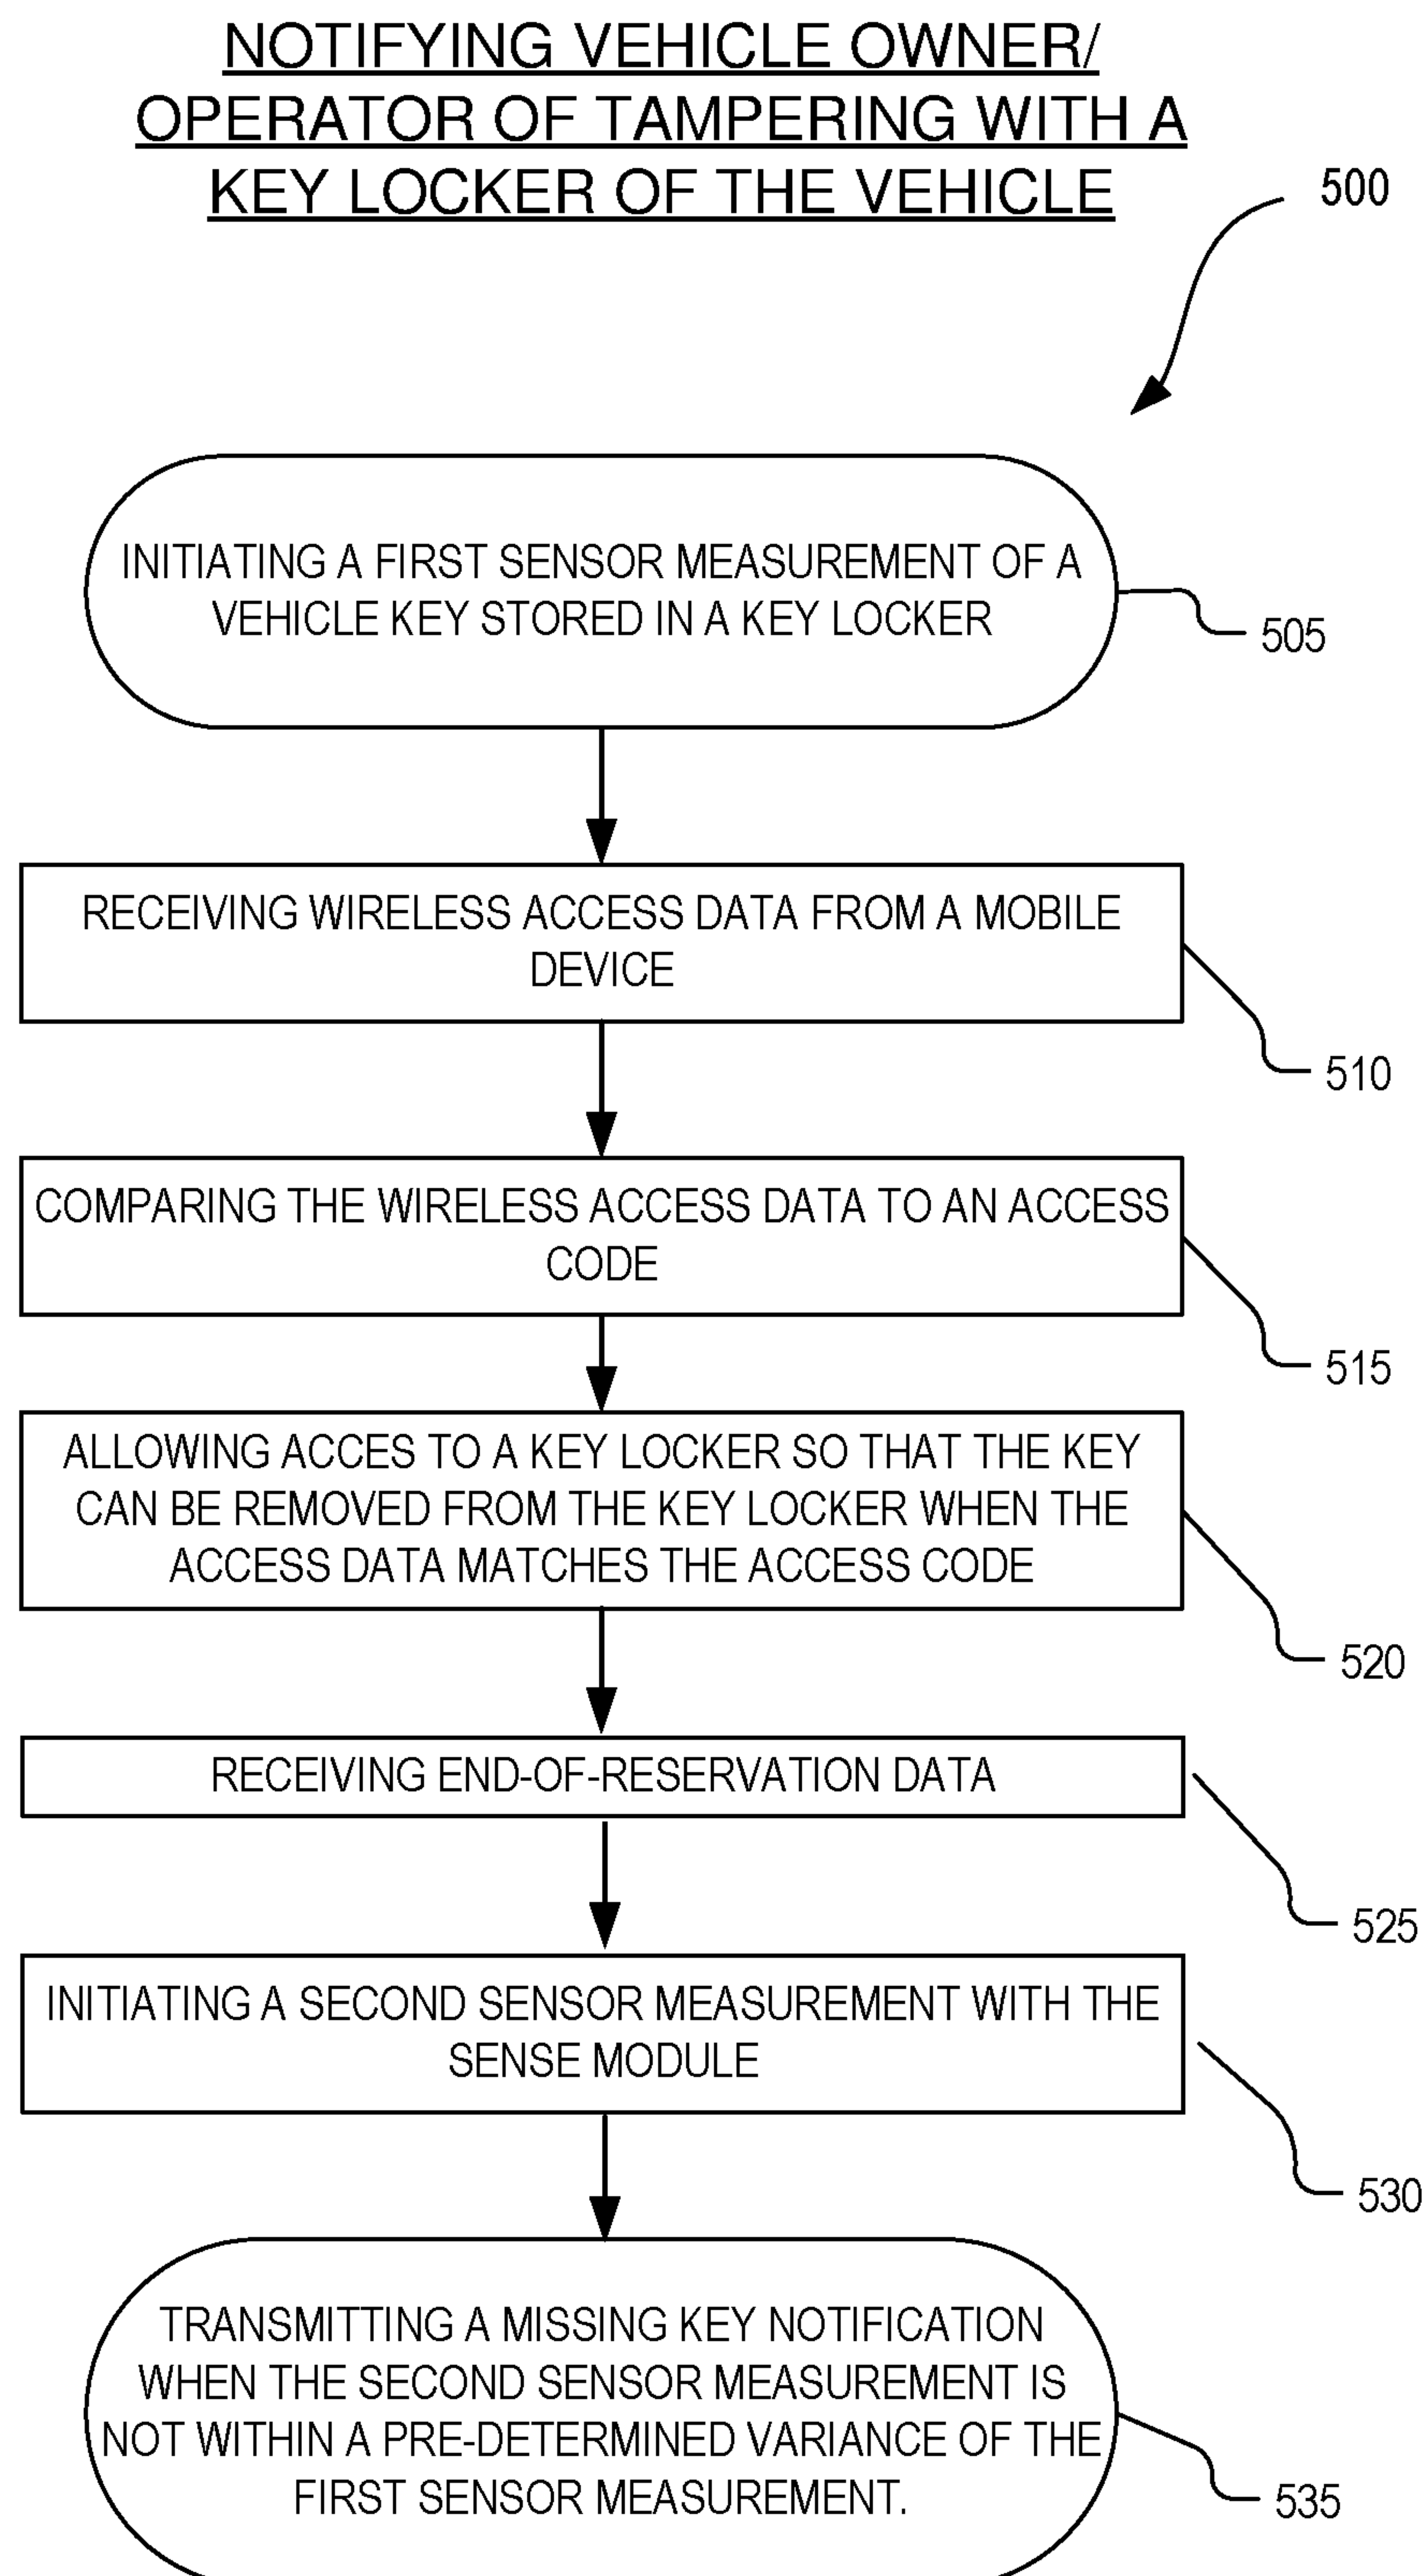 NOTIFYING VEHICLE OWNER/
OPERATOR OF TAMPERING WITH A
KEY LOCKER OF THE VEHICLE
500
INITIATING A FIRST SENSOR MEASUREMENT OF A
VEHICLE KEY STORED IN A KEY LOCKER
505
RECEIVING WIRELESS ACCESS DATA FROM A MOBILE
DEVICE
510
COMPARING THE WIRELESS ACCESS DATA TO AN ACCESS
CODE
515
ALLOWING ACCES TO A KEY LOCKER SO THAT THE KEY
CAN BE REMOVED FROM THE KEY LOCKER WHEN THE
ACCESS DATA MATCHES THE ACCESS CODE
520
RECEIVING END-OF-RESERVATION DATA
525
INITIATING A SECOND SENSOR MEASUREMENT WITH THE
SENSE MODULE
530
TRANSMITTING A MISSING KEY NOTIFICATION
WHEN THE SECOND SENSOR MEASUREMENT IS
NOT WITHIN A PRE-DETERMINED VARIANCE OF THE
FIRST SENSOR MEASUREMENT.
535